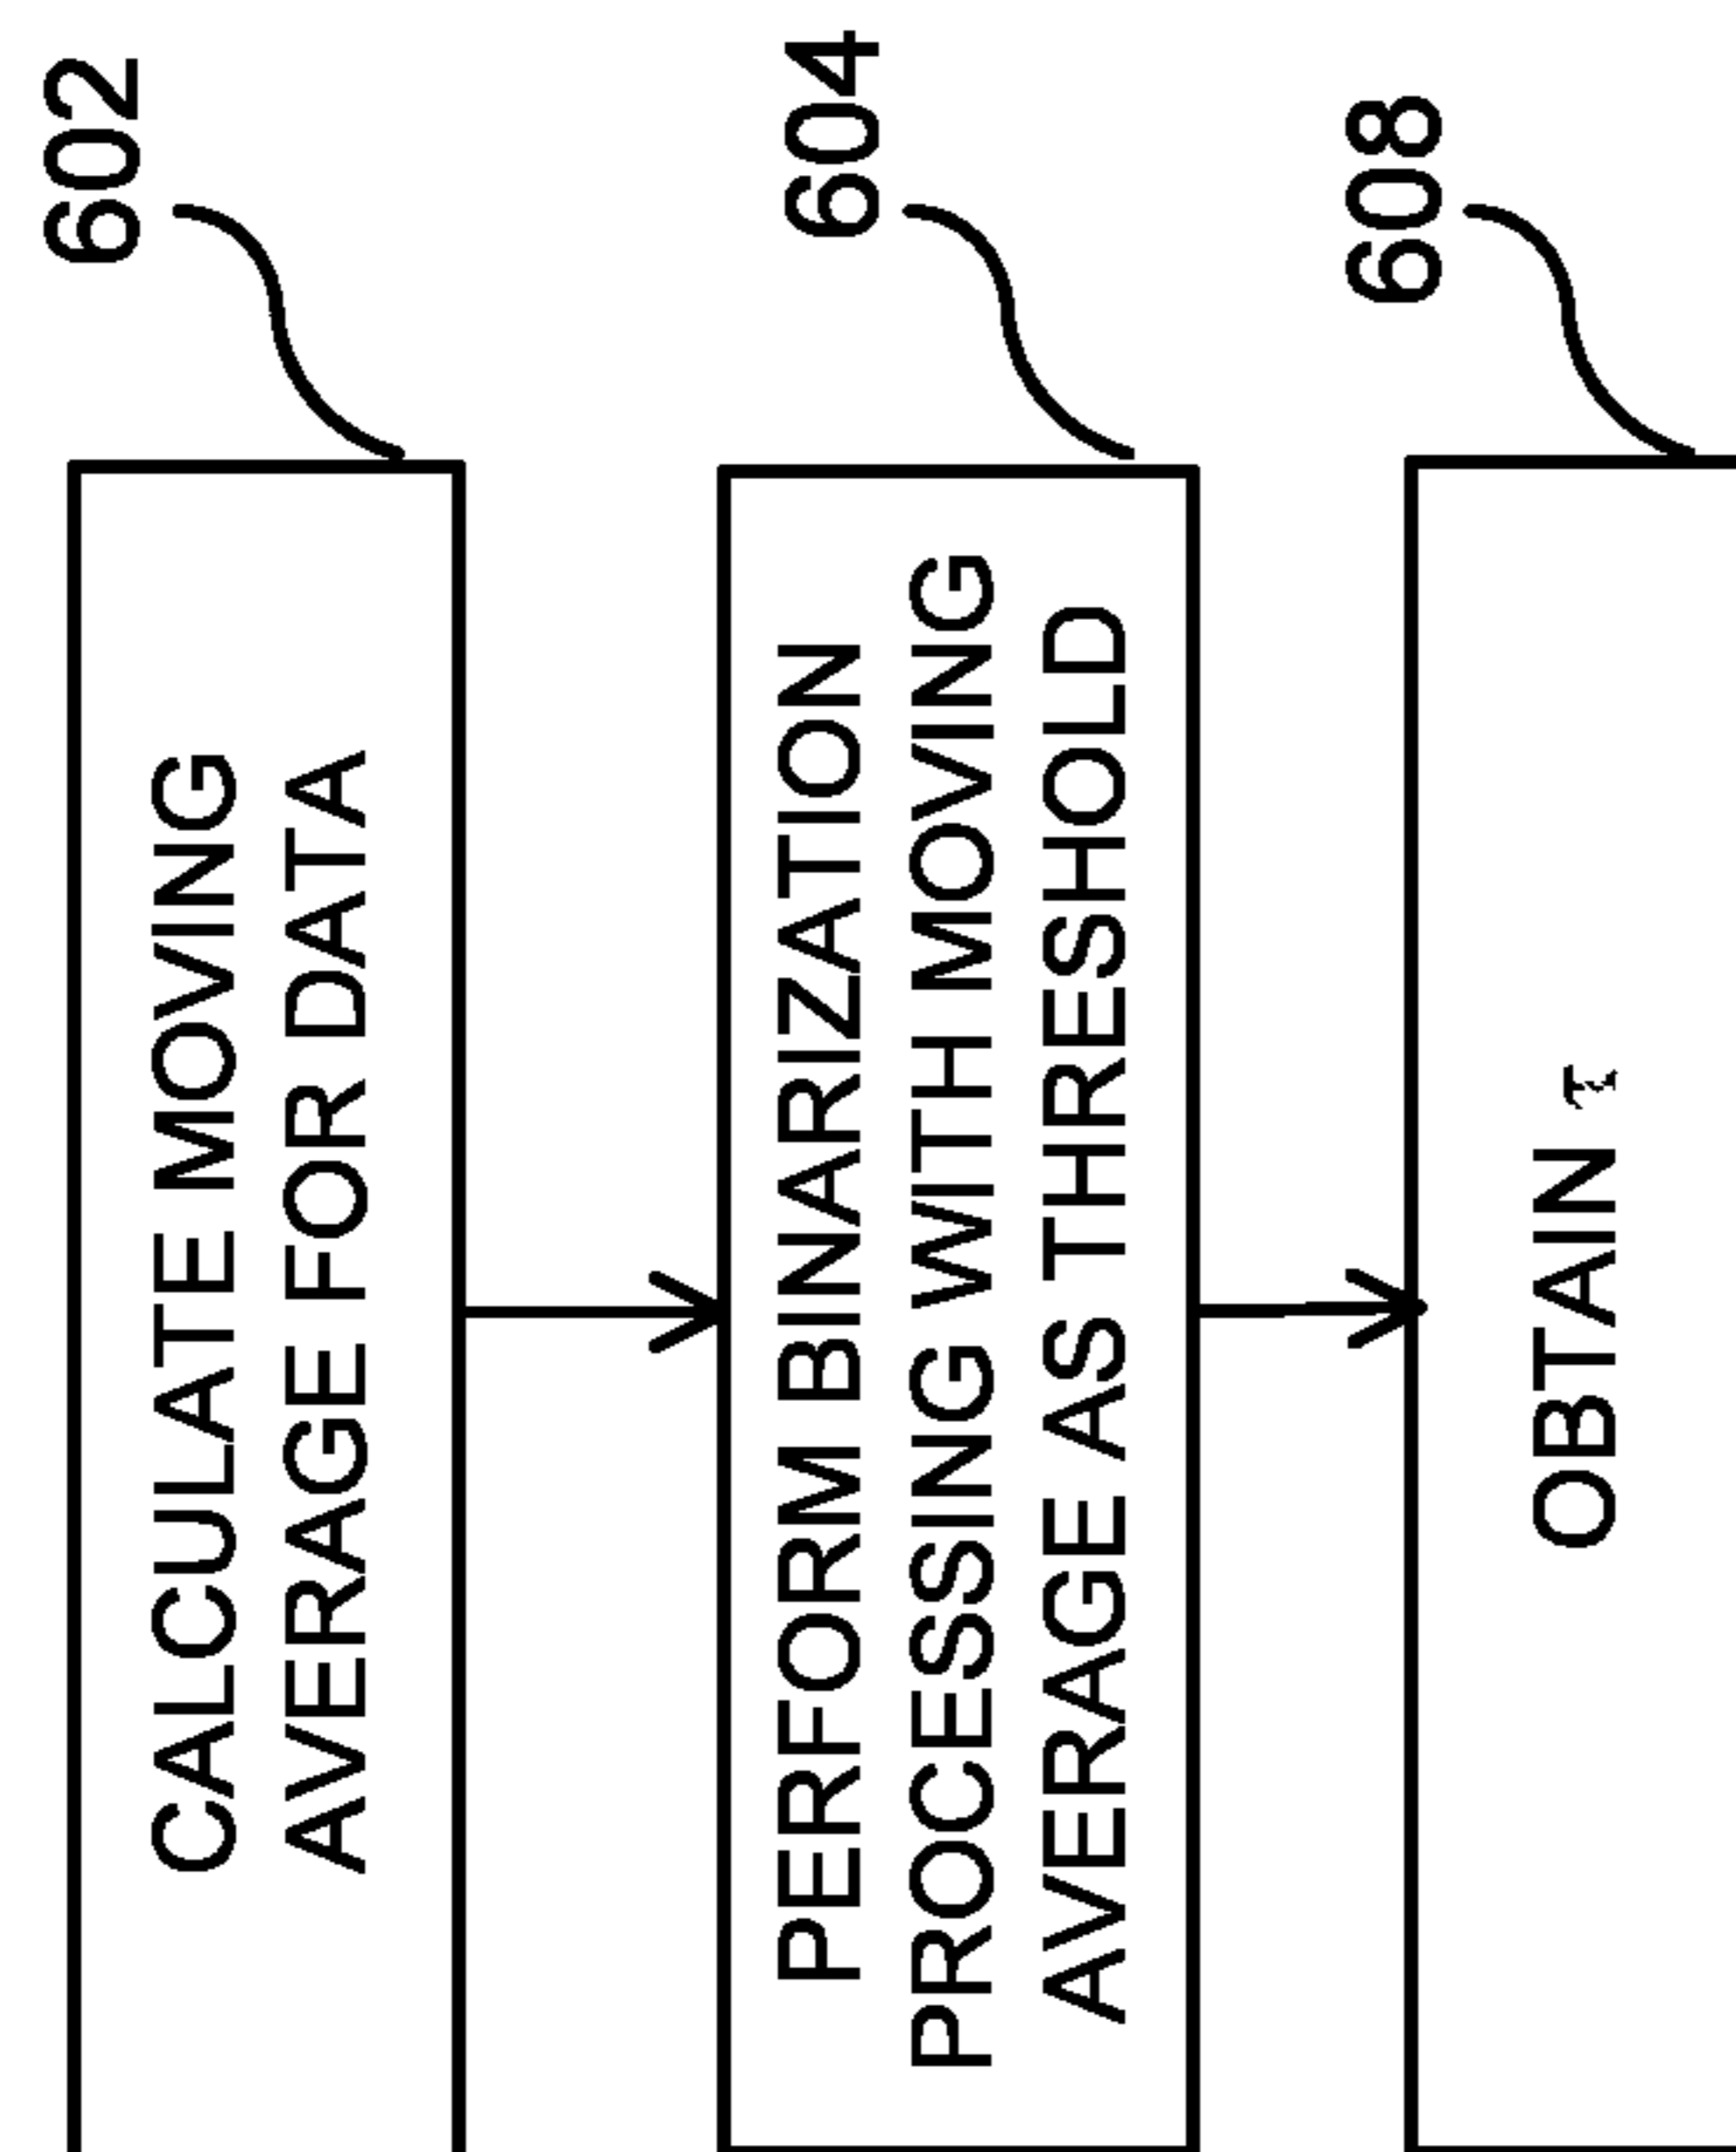 602
CALCULATE MOVING
AVERAGE FOR DATA
604
PERFORM BINARIZATION
PROCESSING WITH MOVING
AVERAGE AS THRESHOLD
608
OBTAIN τ